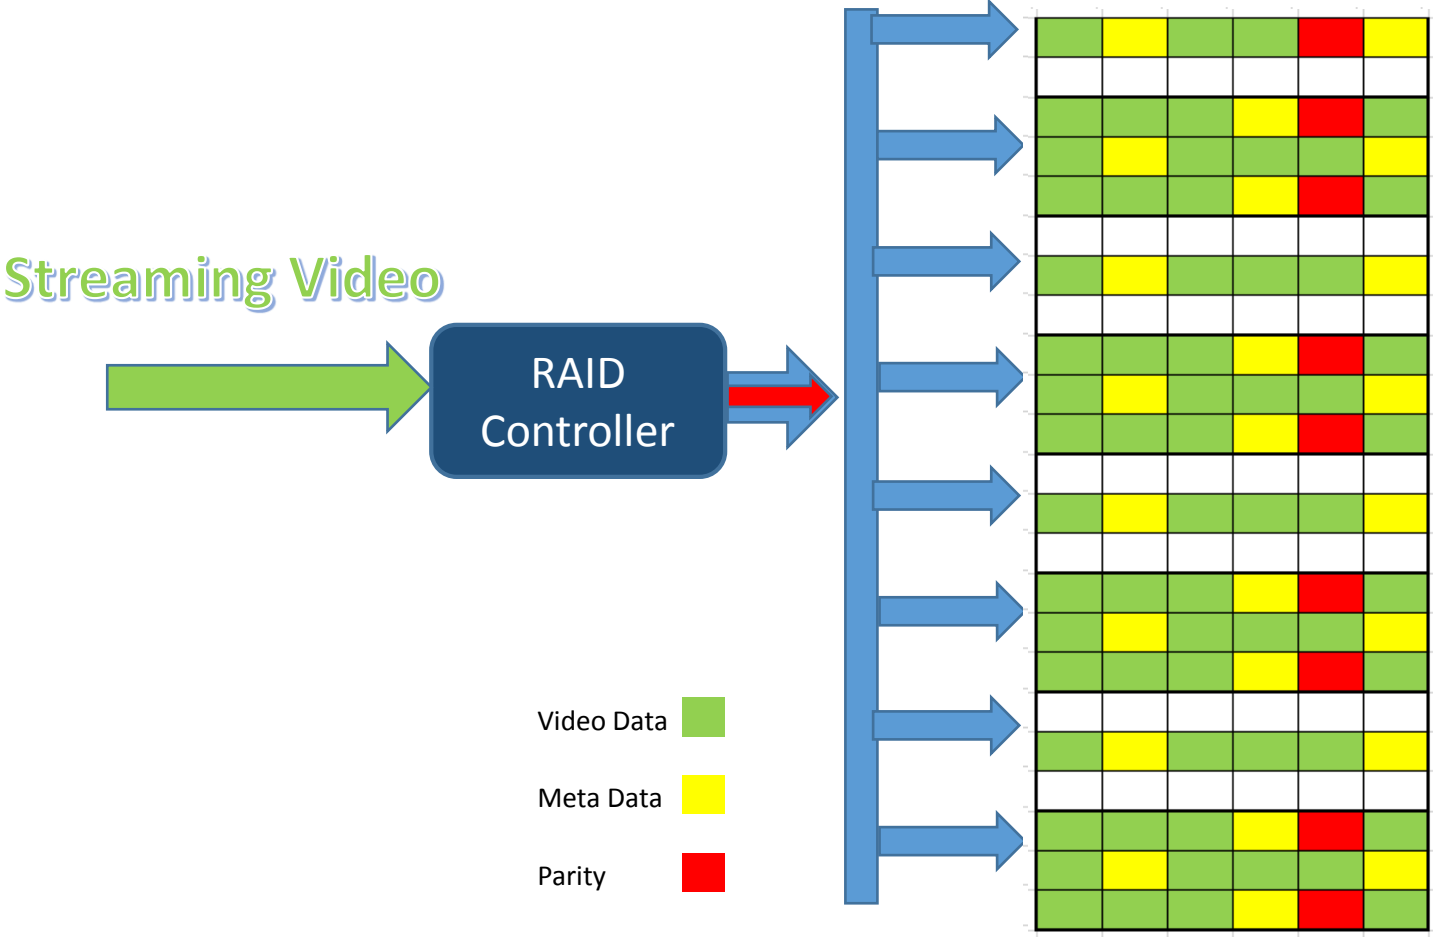 Streaming Video
RAID
Controller
Video Data
Meta Data
Parity